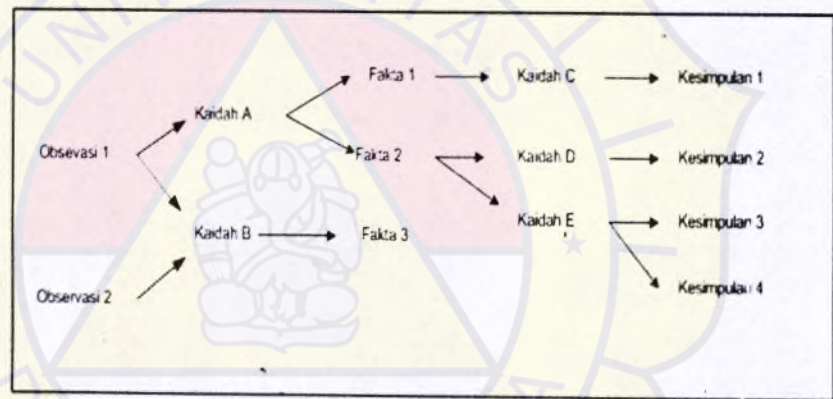 UNIVERSITAS
Fakta 1
Kaidah C
Kesimpulan 1
Kaidah A
Obsevasi 1
Fakta 2
Kaidah D
Kesimpulan 2
Kaidah B
Fakta 3
Kaidah E
Kesimpulan 3
Observasi 2
Kesimpulan 4